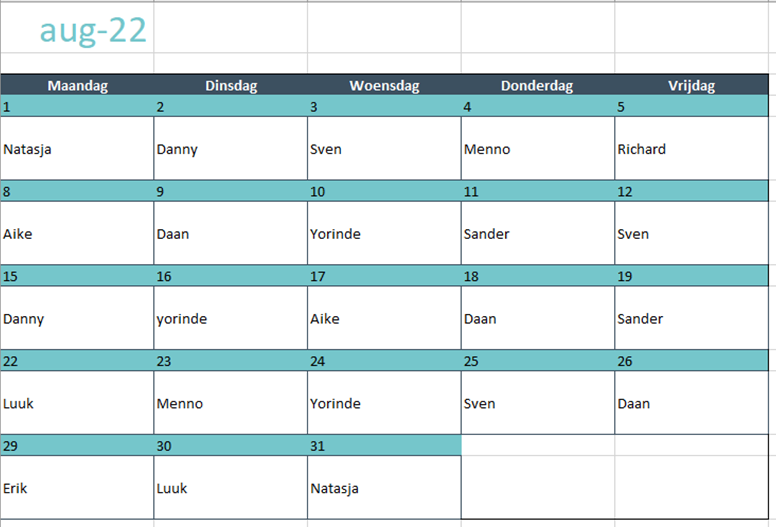 aug-22
Maandag Dinsdag Woensdag Donderdag Vrijdag
1 2 3 4 5
Natasja Danny Sven Menno Richard
8 9 10 11 12
Aike Daan Yorinde Sander Sven
15 16 17 18 19
Danny yorinde Aike Daan Sander
22 23 24 25 26
Luuk Menno Yorinde Sven Daan
29 30 31
Erik Luuk Natasja